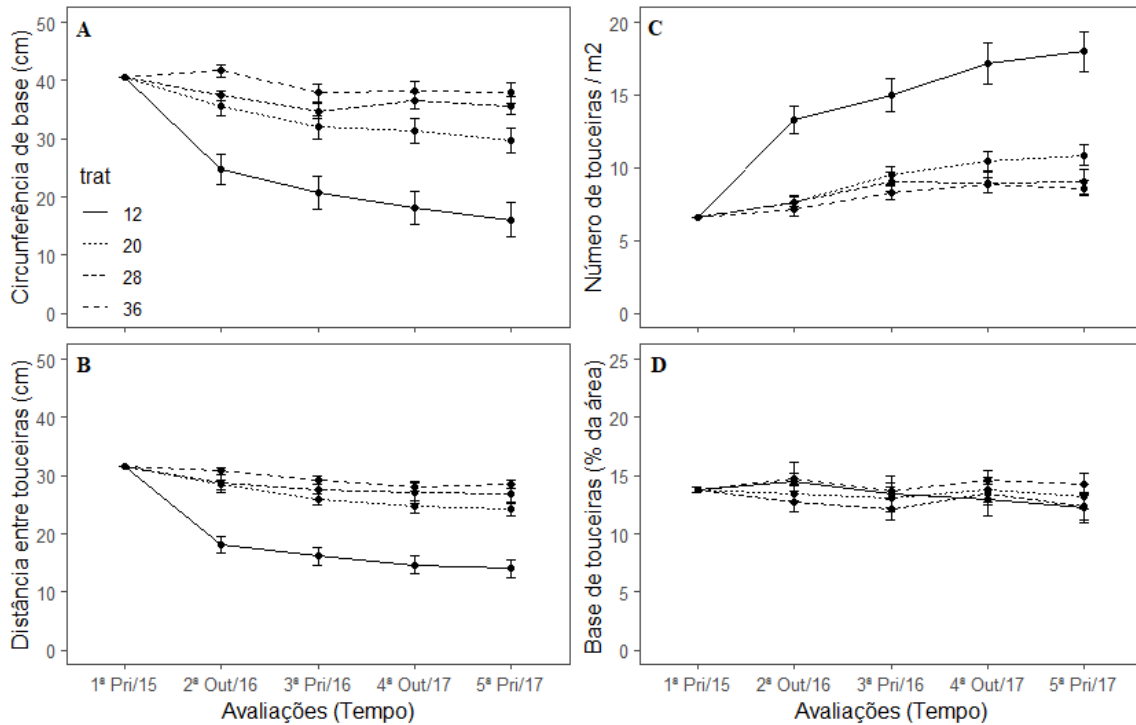 A
Circunferência de base (cm)
50
40
30
20
10
0
trat
12
20
28
36
C
Número de touceiras / m2
20
15
10
5
0
B
Distância entre touceiras (cm)
50
40
30
20
10
0
1ª Pri/15 2ª Out/16 3ª Pri/16 4ª Out/17 5ª Pri/17
Avaliações (Tempo)
D
Base de touceiras (% da área)
25
20
15
10
5
0
1ª Pri/15 2ª Out/16 3ª Pri/16 4ª Out/17 5ª Pri/17
Avaliações (Tempo)